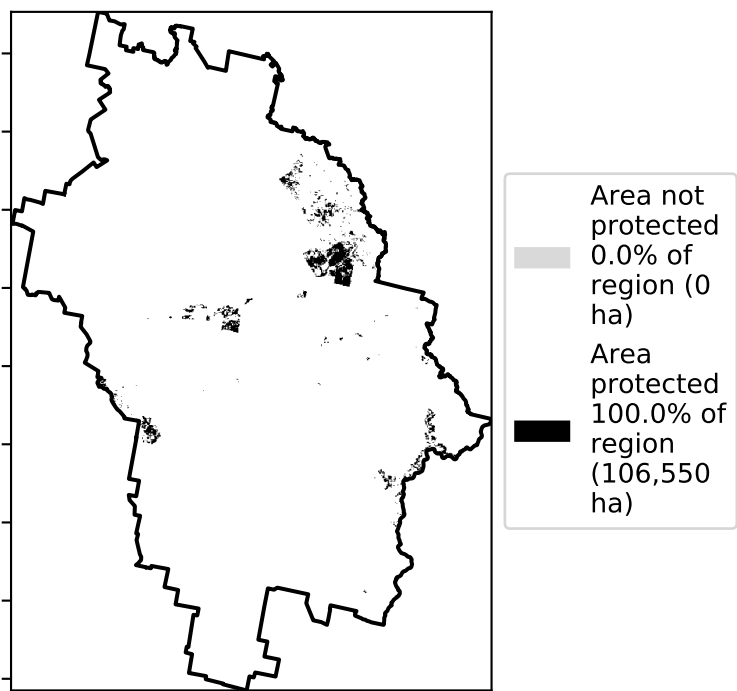 Area not
protected
0.0% of
region (0
ha)
Area
protected
100.0% of
region
(106,550
ha)